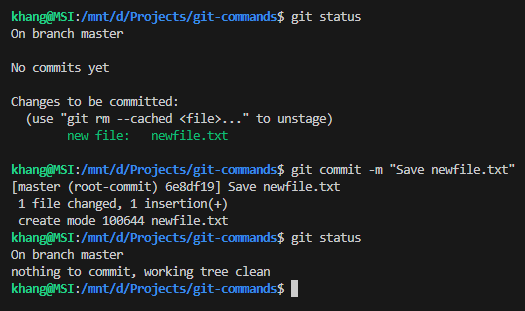 khang@MSI:/mnt/d/Projects/git-commands$ git status
On branch master
No commits yet
Changes to be committed:
  (use "git rm --cached <file>..." to unstage)
        new file:   newfile.txt
khang@MSI:/mnt/d/Projects/git-commands$ git commit -m "Save newfile.txt"
[master (root-commit) 6e8df19] Save newfile.txt
 1 file changed, 1 insertion(+)
 create mode 100644 newfile.txt
khang@MSI:/mnt/d/Projects/git-commands$ git status
On branch master
nothing to commit, working tree clean
khang@MSI:/mnt/d/Projects/git-commands$